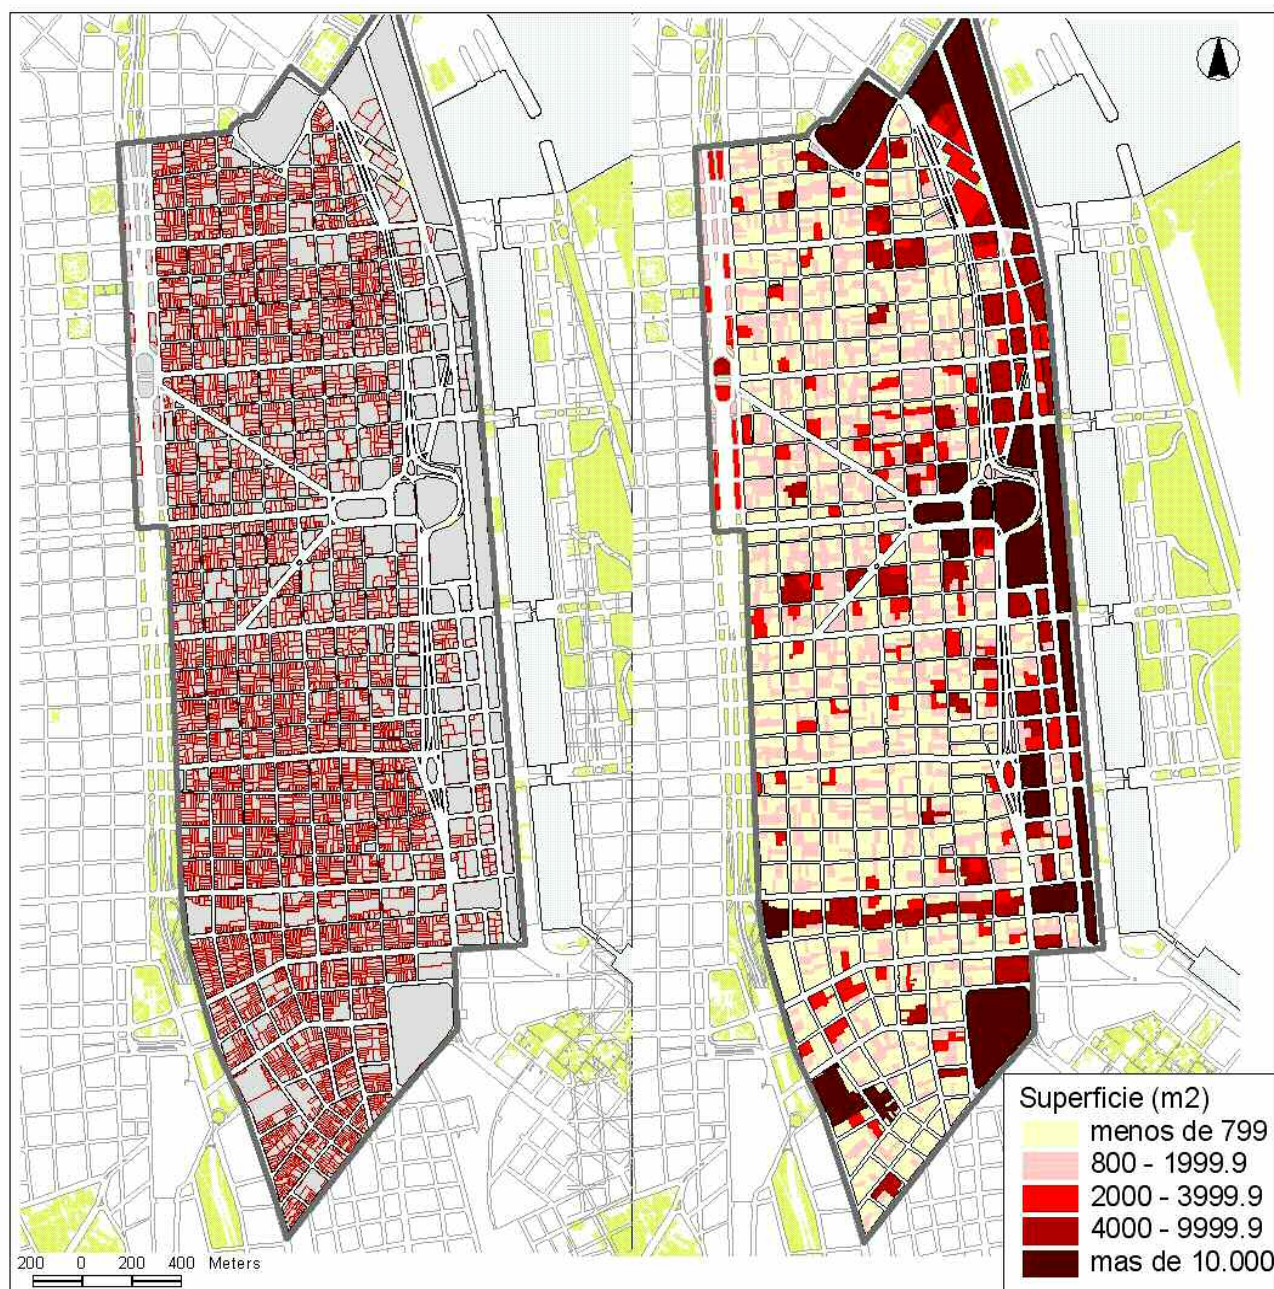 Superficie (m2)
menos de 799
800 - 1999.9
2000 - 3999.9
4000 - 9999.9
mas de 10.000
200 0 200 400 Meters